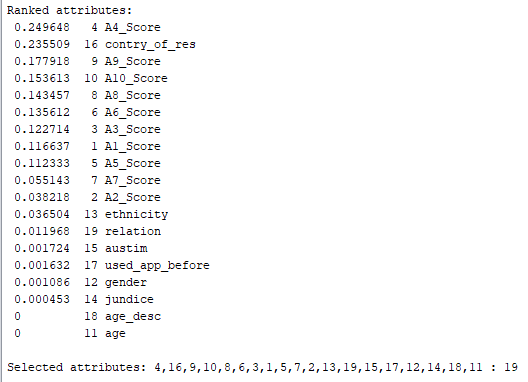 Ranked attributes:
0.249648 4 A4_Score
0.235509 16 contry_of_res
0.177918 9 A9_Score
0.153613 10 A10_Score
0.143457 8 A8_Score
0.135612 6 A6_Score
0.122714 3 A3_Score
0.116637 1 A1_Score
0.112333 5 A5_Score
0.055143 7 A7_Score
0.038218 2 A2_Score
0.036504 13 ethnicity
0.011968 19 relation
0.001724 15 austim
0.001632 17 used_app_before
0.001086 12 gender
0.000453 14 jundice
0 18 age_desc
0 11 age
Selected attributes: 4,16,9,10,8,6,3,1,5,7,2,13,19,15,17,12,14,18,11 : 19